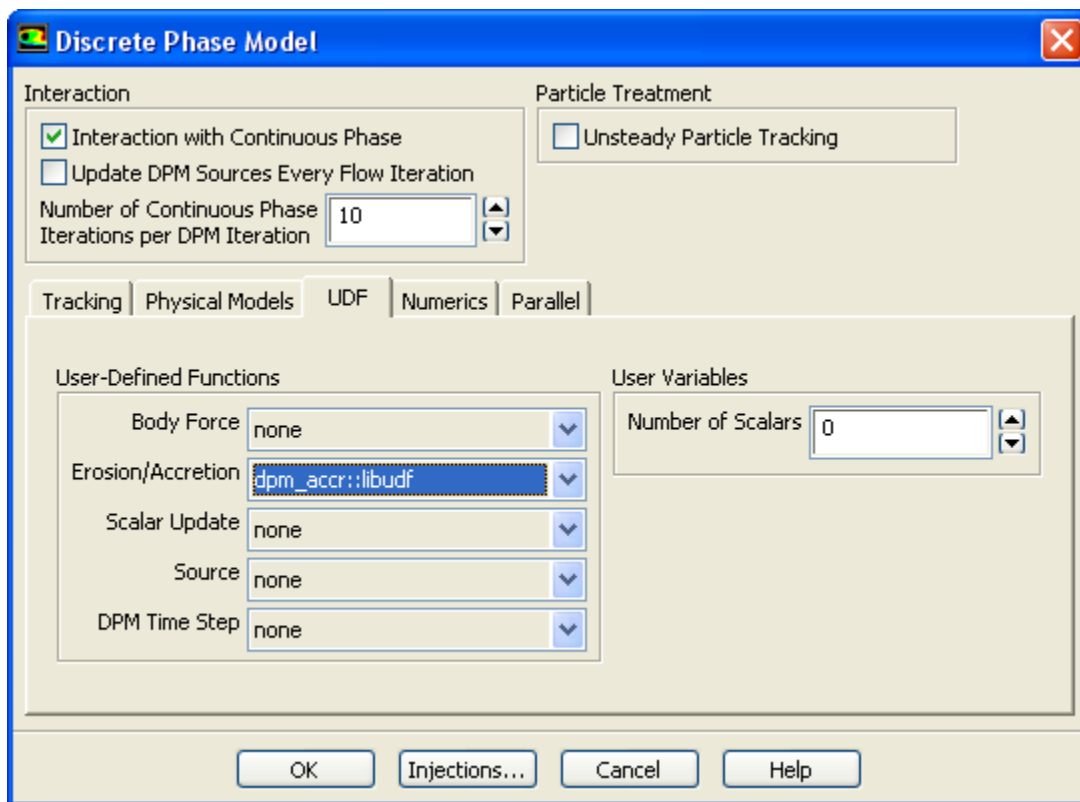 Discrete Phase Model
Interaction
Interaction with Continuous Phase
Update DPM Sources Every Flow Iteration
Number of Continuous Phase
Iterations per DPM Iteration
10
Particle Treatment
Unsteady Particle Tracking
Tracking
Physical Models
UDF
Numerics
Parallel
User-Defined Functions
Body Force none
Erosion/Accretion dpm_accr::libudf
Scalar Update none
Source none
DPM Time Step none
User Variables
Number of Scalars 0
OK
Injections...
Cancel
Help